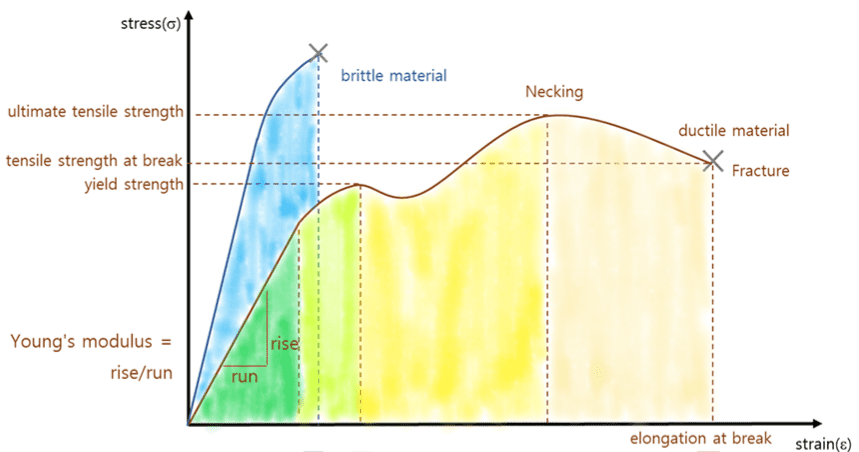 stress(σ)
brittle material
Necking
ultimate tensile strength
ductile material
tensile strength at break
Fracture
yield strength
Young's modulus =
rise/run
rise
run
elongation at break
strain(ε)